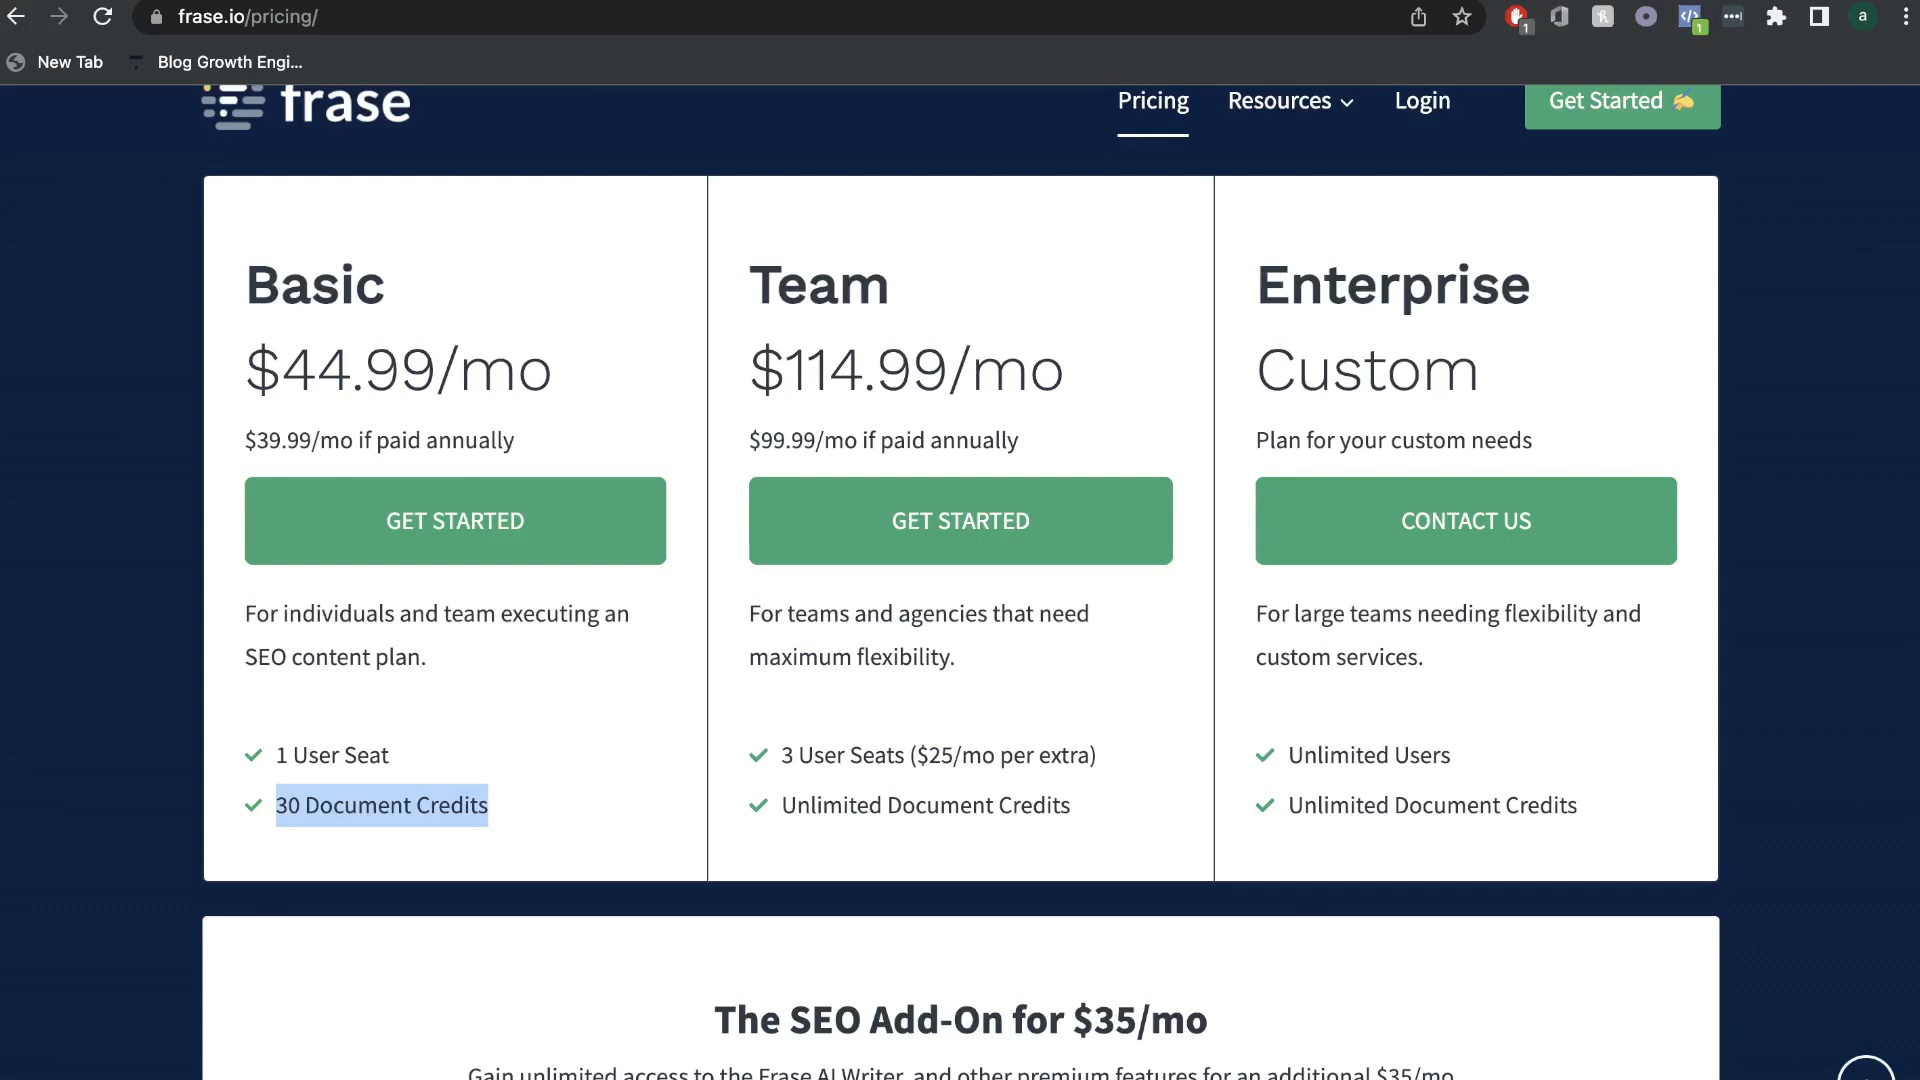 frase.io/pricing/
1
1
a
New Tab
Blog Growth Engi...
frase
Pricing
Resources
Login
Get Started
Basic
$44.99/mo
$39.99/mo if paid annually
GET STARTED
For individuals and team executing an
SEO content plan.
1 User Seat
30 Document Credits
Team
$114.99/mo
$99.99/mo if paid annually
GET STARTED
For teams and agencies that need
maximum flexibility.
3 User Seats ($25/mo per extra)
Unlimited Document Credits
Enterprise
Custom
Plan for your custom needs
CONTACT US
For large teams needing flexibility and
custom services.
Unlimited Users
Unlimited Document Credits
The SEO Add-On for $35/mo
Gain unlimited access to the Frase AI Writer, and other premium features for an additional $35/mo